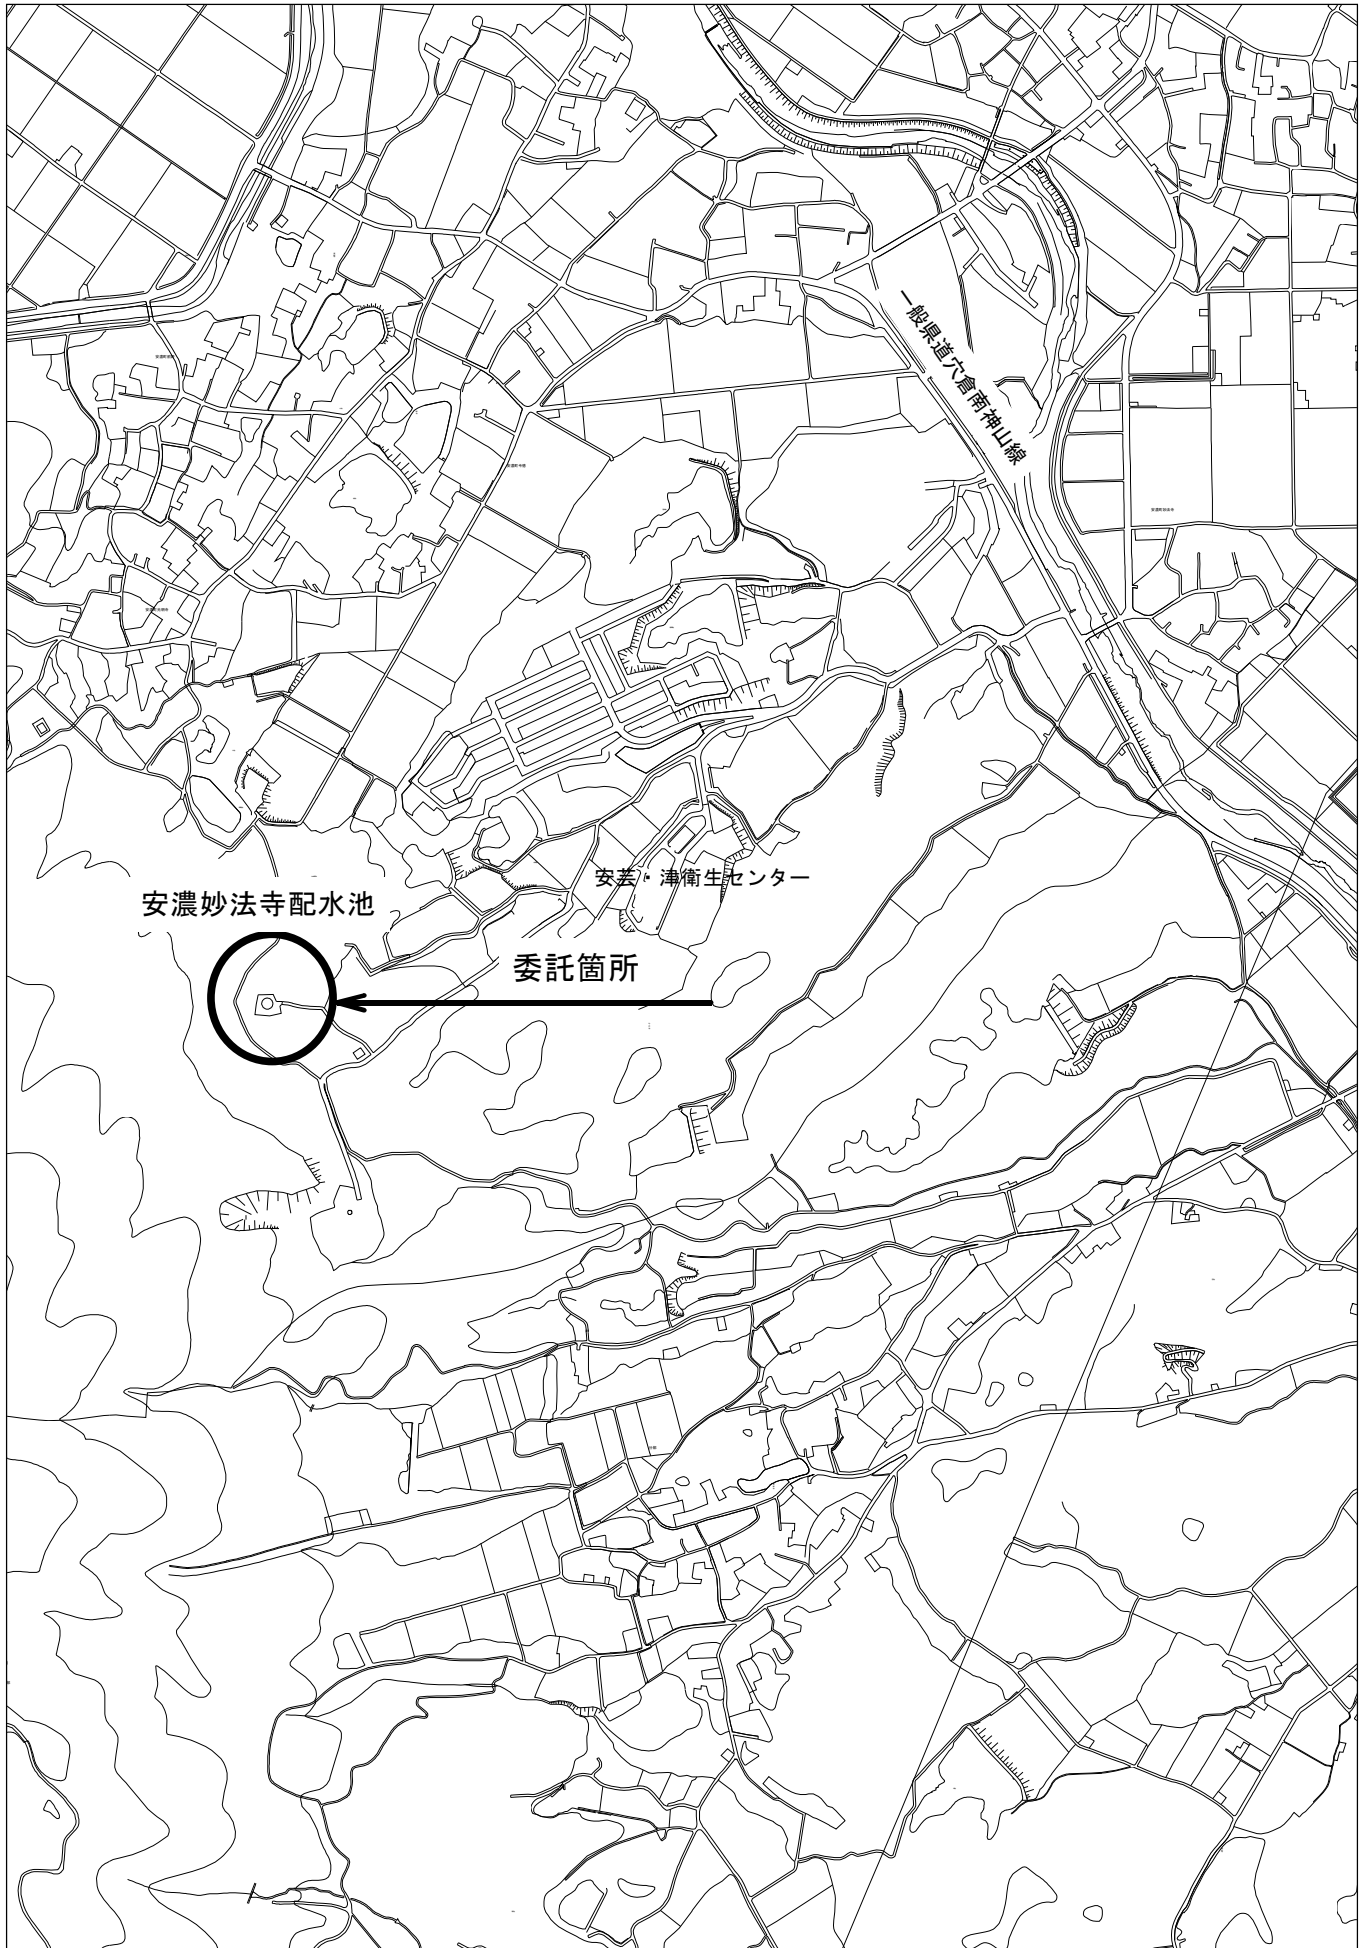 一般県道穴倉南神山線
安芸・津衛生センター
安濃妙法寺配水池
委託箇所